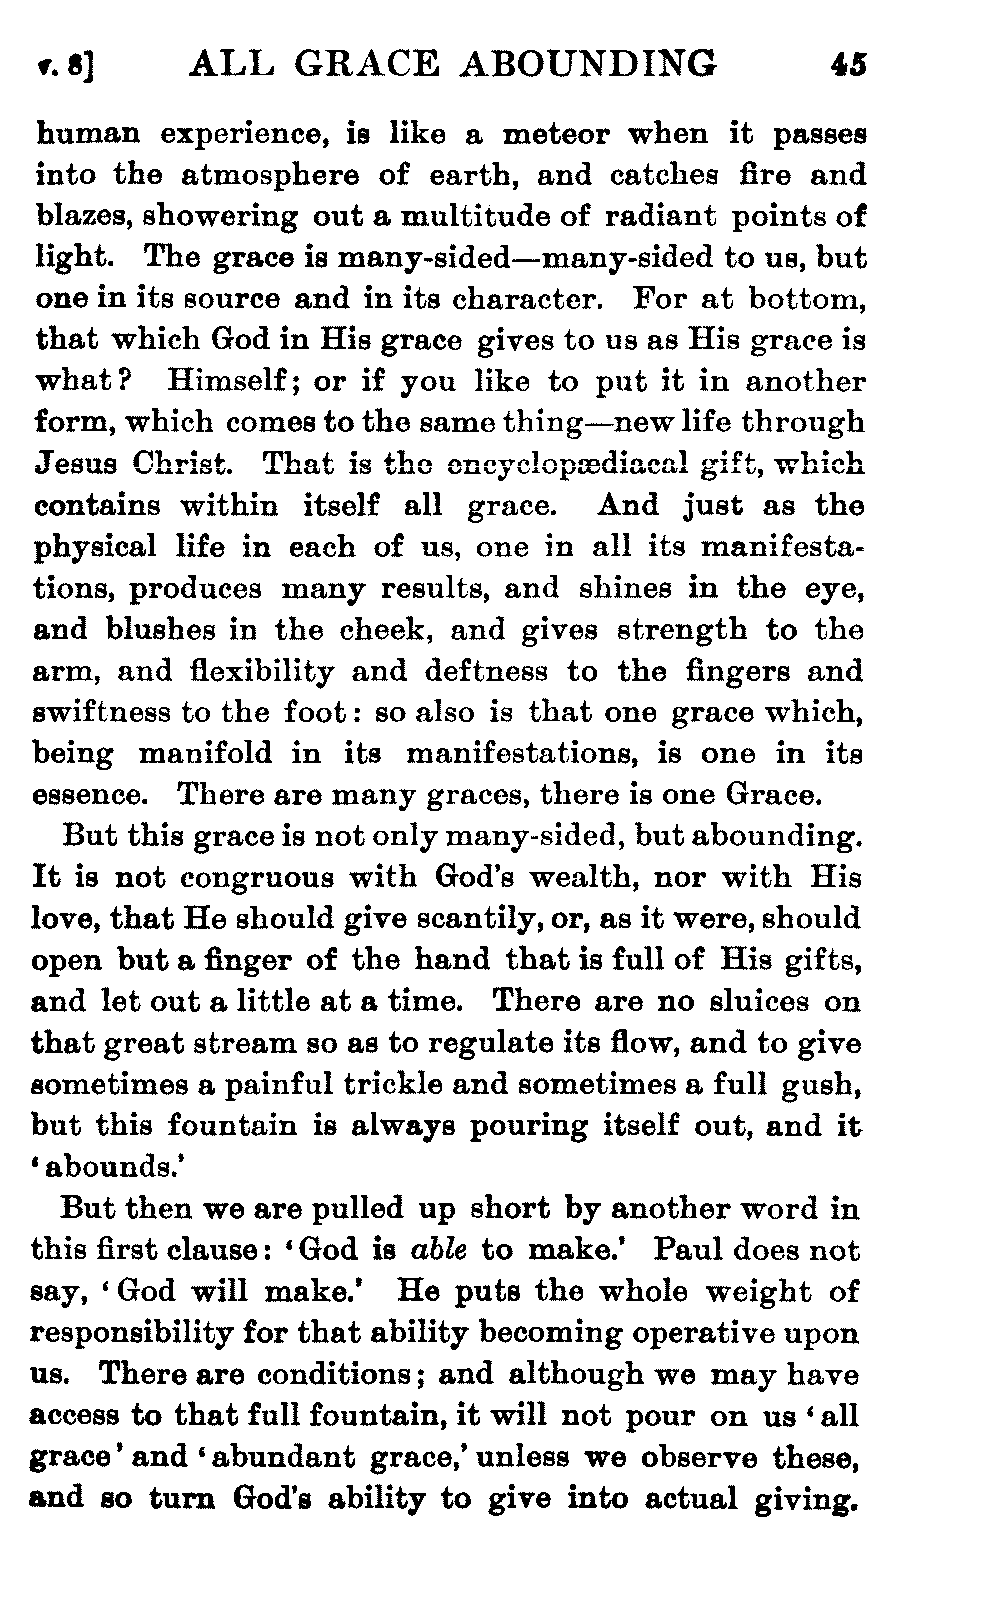 v. 8] ALL GRACE ABOUNDING 45
human experience, is like a meteor when it passes
into the atmosphere of earth, and catches fire and
blazes, showering out a multitude of radiant points of
light. The grace is many-sided—many-sided to us, but
one in its source and in its character. For at bottom,
that which God in His grace gives to us as His grace is
what? Himself; or if you like to put it in another
form, which comes to the same thing—new life through
Jesus Christ. That is the encyclopædiacal gift, which
contains within itself all grace. And just as the
physical life in each of us, one in all its manifesta-
tions, produces many results, and shines in the eye,
and blushes in the cheek, and gives strength to the
arm, and flexibility and deftness to the fingers and
swiftness to the foot: so also is that one grace which,
being manifold in its manifestations, is one in its
essence. There are many graces, there is one Grace.
But this grace is not only many-sided, but abounding.
It is not congruous with God's wealth, nor with His
love, that He should give scantily, or, as it were, should
open but a finger of the hand that is full of His gifts,
and let out a little at a time. There are no sluices on
that great stream so as to regulate its flow, and to give
sometimes a painful trickle and sometimes a full gush,
but this fountain is always pouring itself out, and it
‘abounds.’
But then we are pulled up short by another word in
this first clause: ‘God is able to make.’ Paul does not
say, ‘God will make.’ He puts the whole weight of
responsibility for that ability becoming operative upon
us. There are conditions; and although we may have
access to that full fountain, it will not pour on us ‘all
grace’ and ‘abundant grace,’ unless we observe these,
and so turn God's ability to give into actual giving.